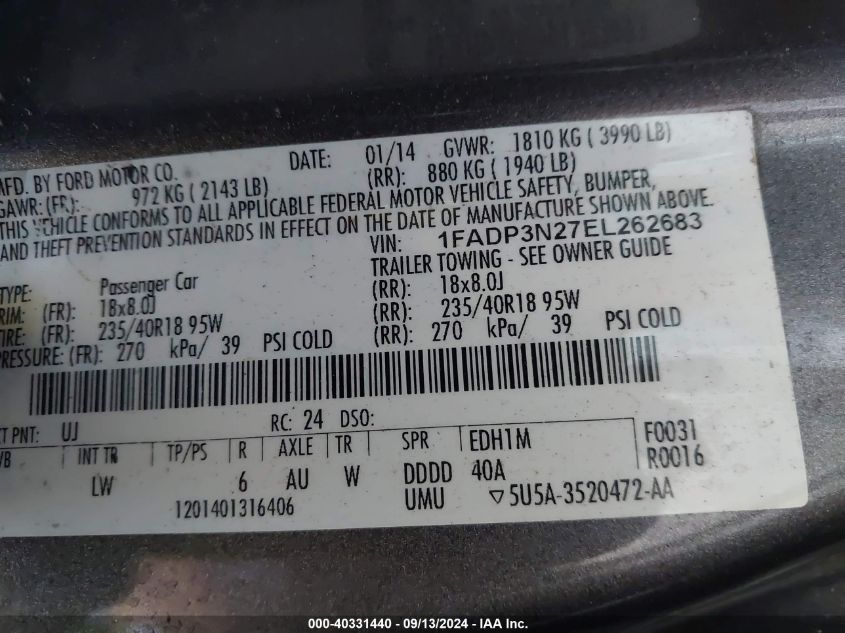 MFD. BY FORD MOTOR CO. DATE: 01/14 GVWR: 1810 KG ( 3990 LB)
GAWR: (FR): 972 KG ( 2143 LB) (RR): 880 KG ( 1940 LB)
THIS VEHICLE CONFORMS TO ALL APPLICABLE FEDERAL MOTOR VEHICLE SAFETY, BUMPER,
AND THEFT PREVENTION STANDARDS IN EFFECT ON THE DATE OF MANUFACTURE SHOWN ABOVE.
VIN: 1FADP3N27EL262683
TYPE: Passenger Car TRAILER TOWING - SEE OWNER GUIDE
RIM: (FR): 18x8.0J (RR): 18x8.0J
TIRE: (FR): 235/40R18 95W (RR): 235/40R18 95W
PRESSURE: (FR): 270 kPa/ 39 PSI COLD (RR): 270 kPa/ 39 PSI COLD
RC: 24 DSO:
PNT: UJ
INT TR TP/PS R AXLE TR SPR EDH1M F0031
LW 6 AU W DDDD 40A R0016
1201401316406 UMU ▽5U5A-3520472-AA
000-40331440 - 09/13/2024 - IAA Inc.